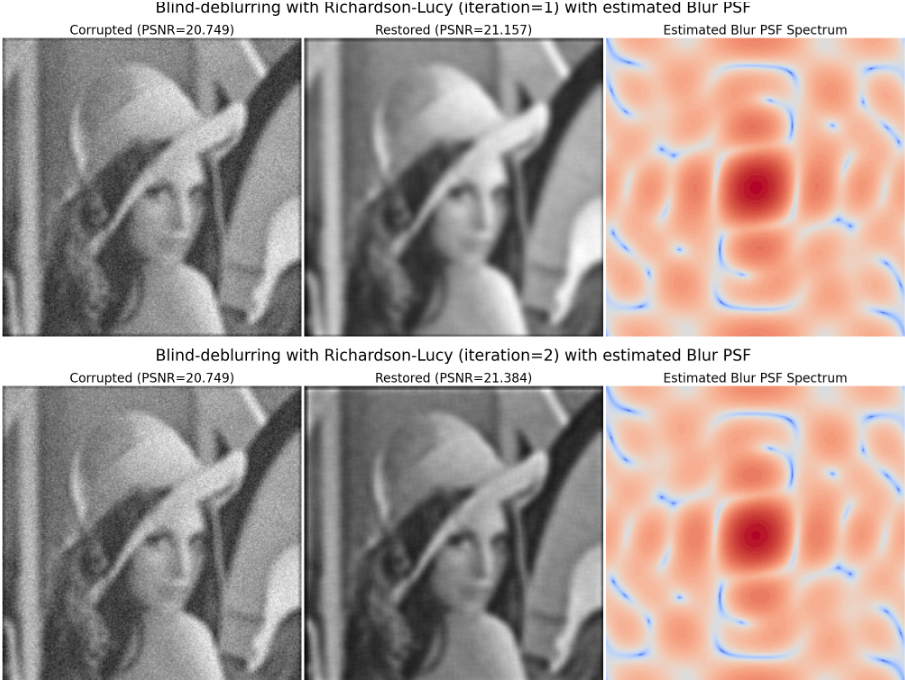 Blind-deblurring with Richardson-Lucy (iteration=1) with estimated Blur PSF
Corrupted (PSNR=20.749) Restored (PSNR=21.157) Estimated Blur PSF Spectrum
Blind-deblurring with Richardson-Lucy (iteration=2) with estimated Blur PSF
Corrupted (PSNR=20.749) Restored (PSNR=21.384) Estimated Blur PSF Spectrum